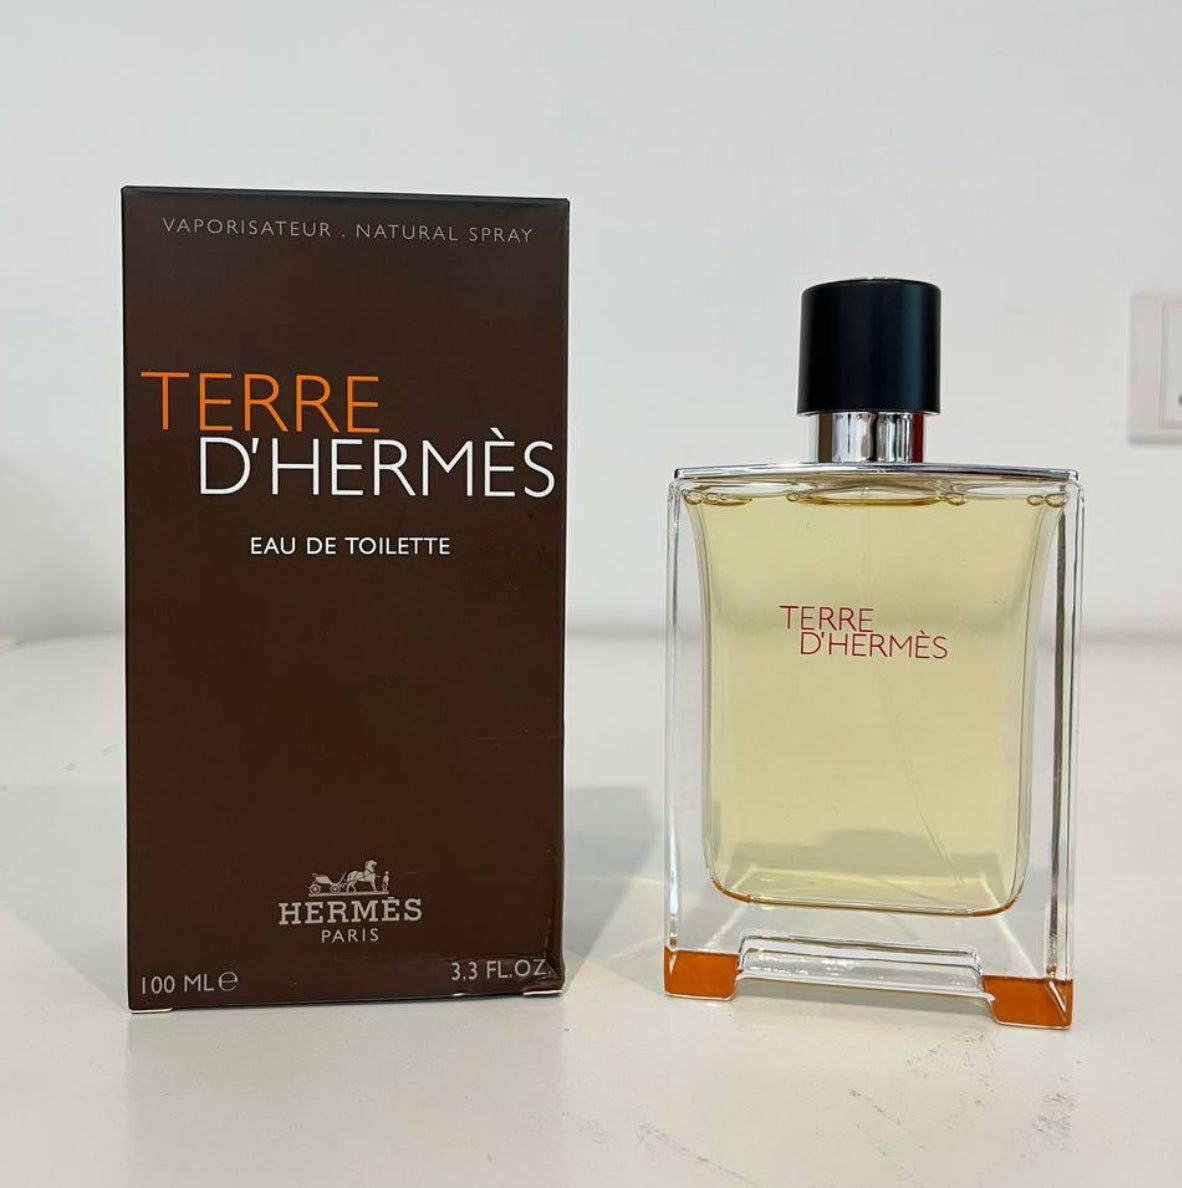 VAPORISATEUR . NATURAL SPRAY
TERRE
D'HERMÈS
EAU DE TOILETTE
HERMÈS
PARIS
100 ML℮
3.3 FL.OZ.
TERRE
D'HERMÈS